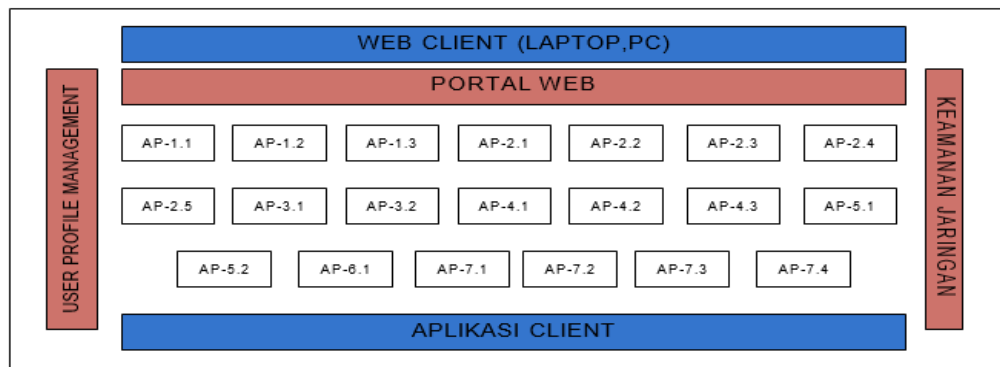 WEB CLIENT (LAPTOP,PC)
USER PROFILE MANAGEMENT
PORTAL WEB
KEAMANAN JARINGAN
AP-1.1 AP-1.2 AP-1.3 AP-2.1 AP-2.2 AP-2.3 AP-2.4
AP-2.5 AP-3.1 AP-3.2 AP-4.1 AP-4.2 AP-4.3 AP-5.1
AP-5.2 AP-6.1 AP-7.1 AP-7.2 AP-7.3 AP-7.4
APLIKASI CLIENT